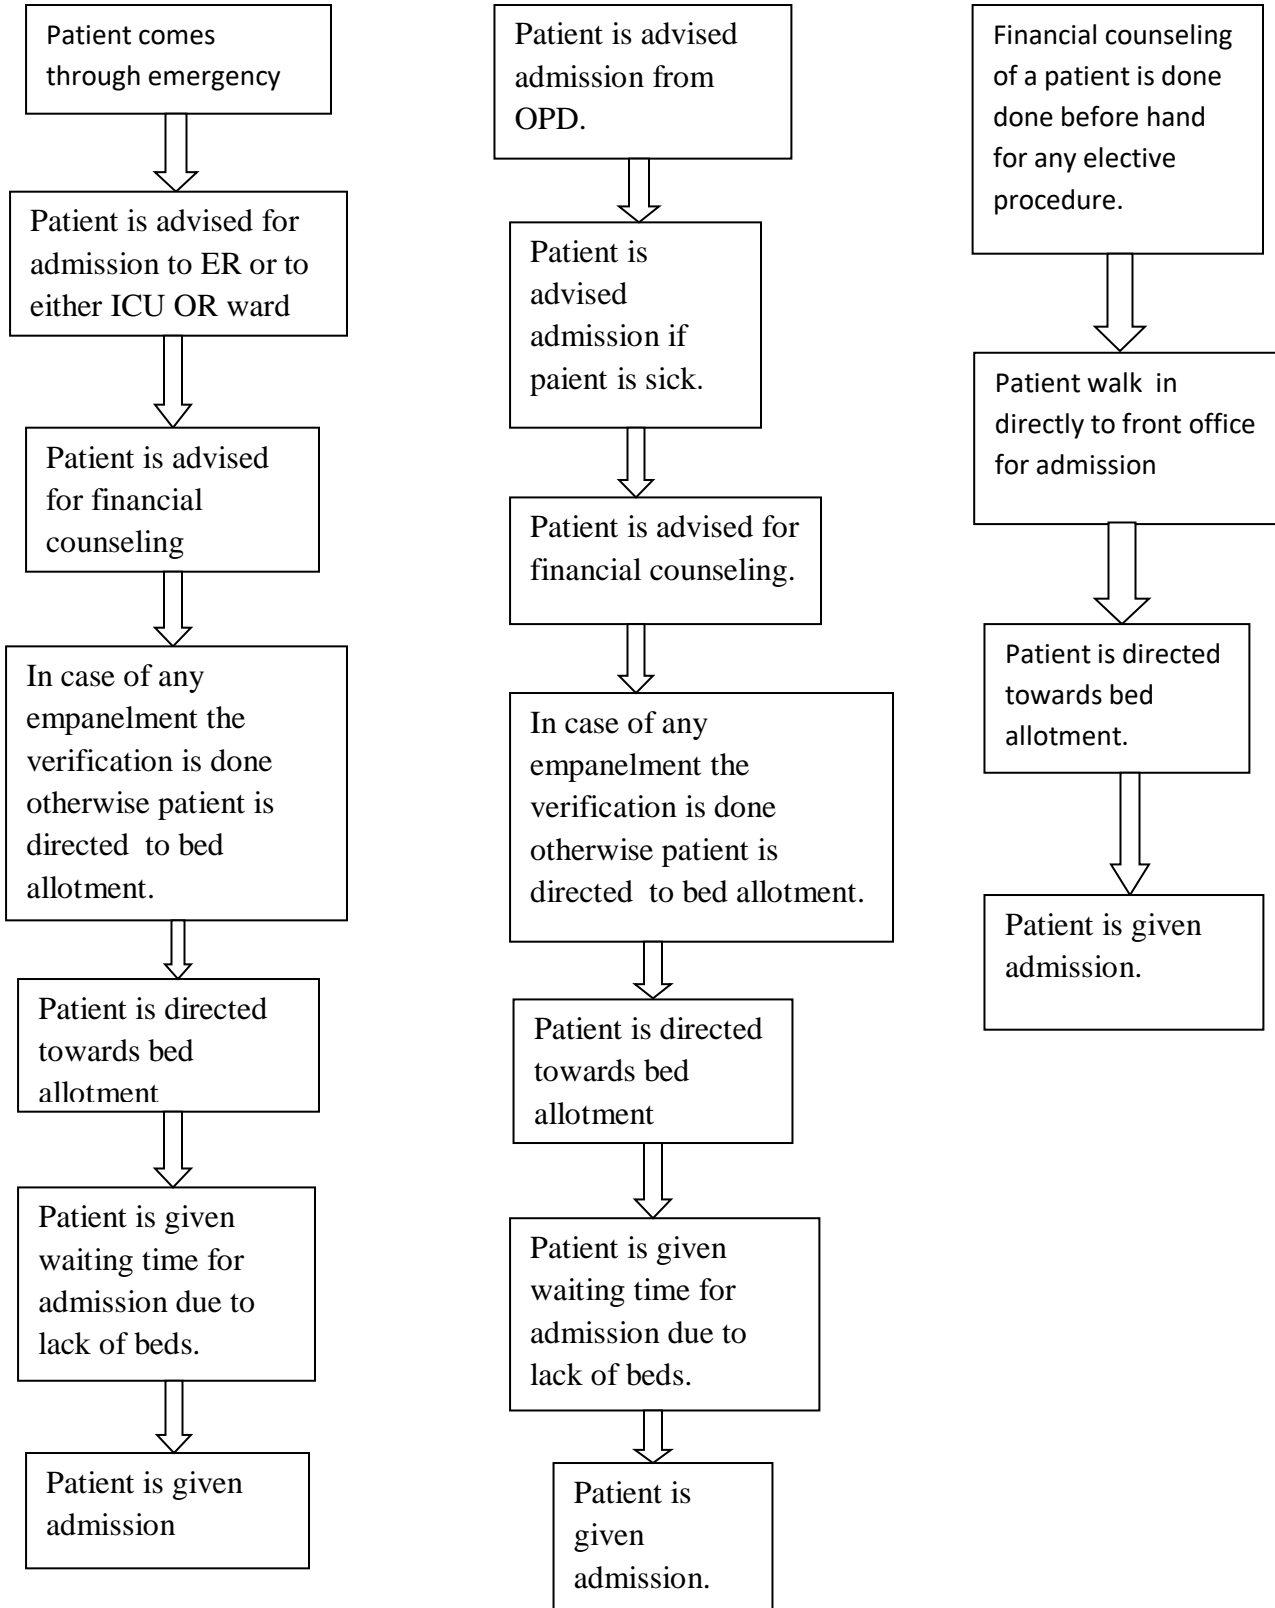 Patient comes
through emergency
Patient is advised for
admission to ER or to
either ICU OR ward
Patient is advised
for financial
counseling
In case of any
empanelment the
verification is done
otherwise patient is
directed  to bed
allotment.
Patient is directed
towards bed
allotment
Patient is given
waiting time for
admission due to
lack of beds.
Patient is given
admission
Patient is advised
admission from
OPD.
Patient is
advised
admission if
paient is sick.
Patient is advised for
financial counseling.
In case of any
empanelment the
verification is done
otherwise patient is
directed  to bed allotment.
Patient is directed
towards bed
allotment
Patient is given
waiting time for
admission due to
lack of beds.
Patient is
given
admission.
Financial counseling
of a patient is done
done before hand
for any elective
procedure.
Patient walk  in
directly to front office
for admission
Patient is directed
towards bed
allotment.
Patient is given
admission.